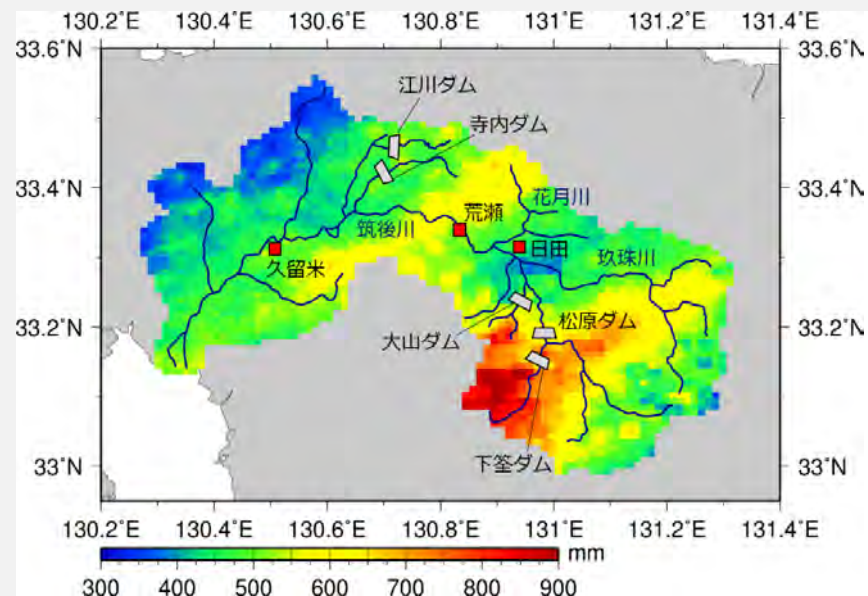 130.2˚E 130.4˚E 130.6˚E 130.8˚E 131˚E 131.2˚E 131.4˚E
33.6˚N 33.6˚N
江川ダム
寺内ダム
33.4˚N 33.4˚N
花月川
荒瀬
筑後川
日田
玖珠川
久留米
33.2˚N 33.2˚N
松原ダム
大山ダム
33˚N 33˚N
下筌ダム
130.2˚E 130.4˚E 130.6˚E 130.8˚E 131˚E 131.2˚E 131.4˚E
mm
300 400 500 600 700 800 900